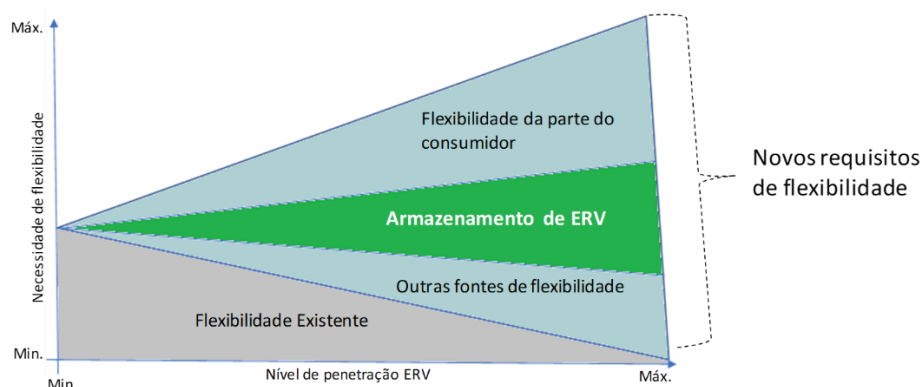 Máx.
Necessidade de flexibilidade
Flexibilidade da parte do
consumidor
Armazenamento de ERV
Outras fontes de flexibilidade
Flexibilidade Existente
Novos requisitos
de flexibilidade
Min.
Min
Nível de penetração ERV
Máx.